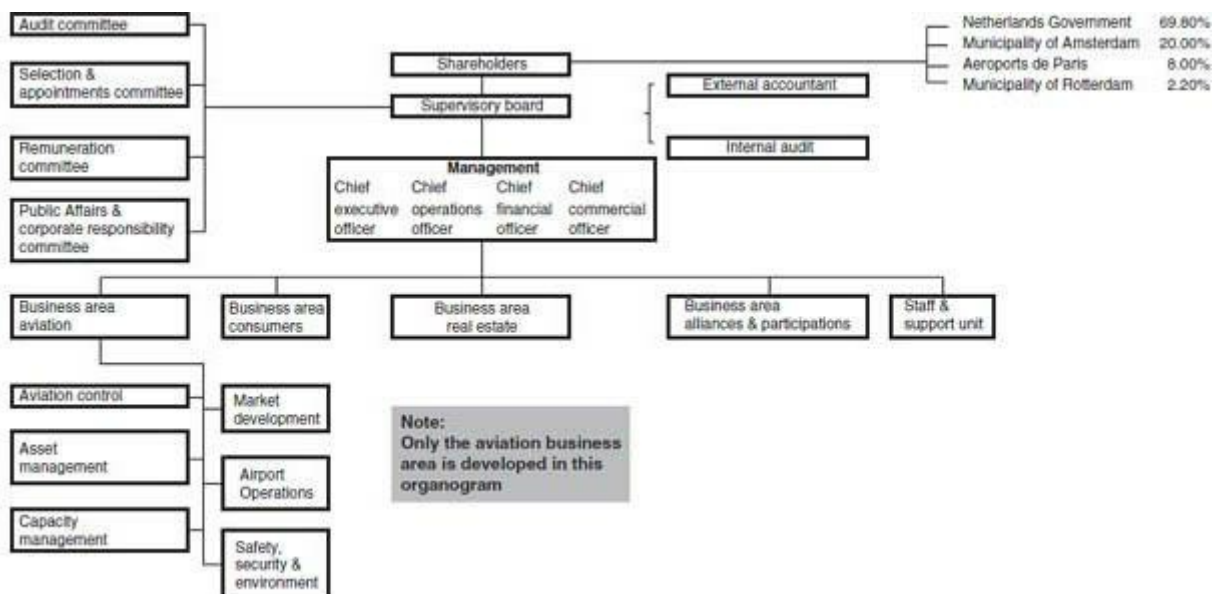 Audit committee
Selection &
appointments committee
Remuneration
committee
Public Affairs &
corporate responsibility
committee
Shareholders
Supervisory board
Netherlands Government 69.80%
Municipality of Amsterdam 20.00%
Aeroports de Paris 8.00%
Municipality of Rotterdam 2.20%
External accountant
Internal audit
Management
Chief
executive
officer
Chief
operations
officer
Chief
financial
officer
Chief
commercial
officer
Business area
aviation
Business area
consumers
Business area
real estate
Business area
alliances & participations
Staff &
support unit
Aviation control
Asset
management
Capacity
management
Market
development
Airport
Operations
Safety,
security &
environment
Note:
Only the aviation business
area is developed in this
organogram